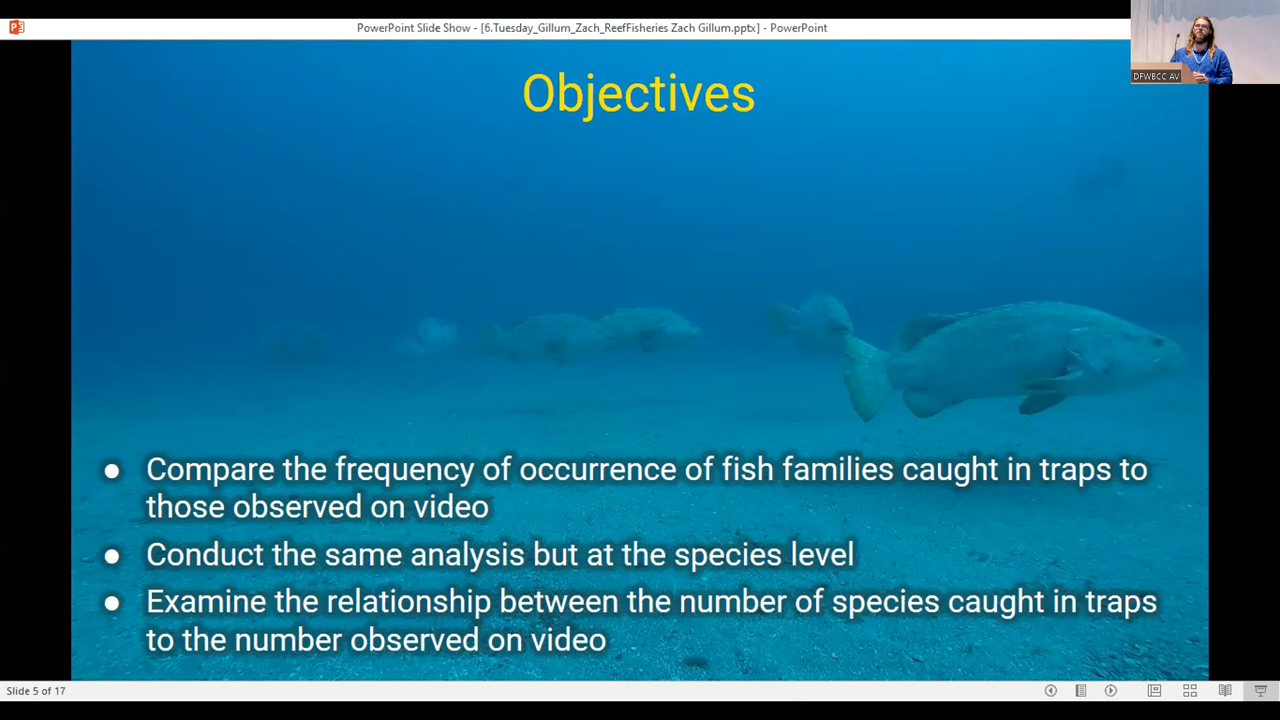 PowerPoint Slide Show - [6.Tuesday_Gillum_Zach_ReefFisheries Zach Gillum.pptx] - PowerPoint
DFWBCC AV
Objectives
● Compare the frequency of occurrence of fish families caught in traps to
those observed on video
● Conduct the same analysis but at the species level
● Examine the relationship between the number of species caught in traps
to the number observed on video
Slide 5 of 17